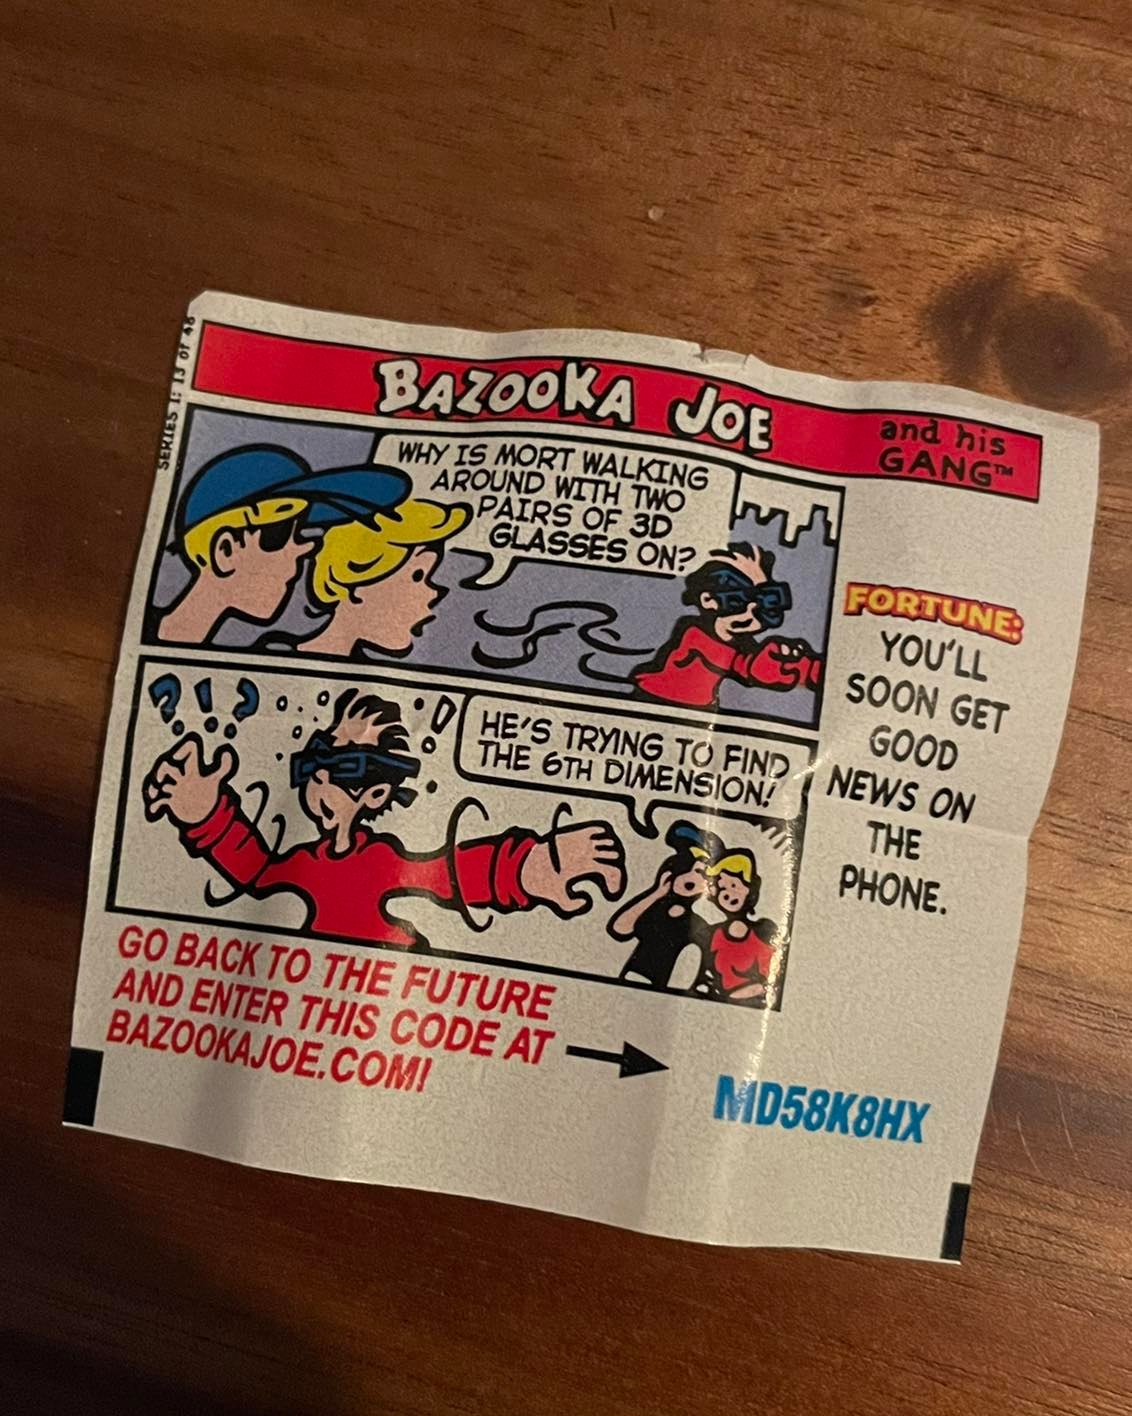 SERIES 1: 13 of 48
BAZOOKA JOE
and his
GANG™
WHY IS MORT WALKING
AROUND WITH TWO
PAIRS OF 3D
GLASSES ON?
?!?
!
HE'S TRYING TO FIND
THE 6TH DIMENSION!
FORTUNE:
YOU'LL
SOON GET
GOOD
NEWS ON
THE
PHONE.
GO BACK TO THE FUTURE
AND ENTER THIS CODE AT
BAZOOKAJOE.COM!
MD58K8HX